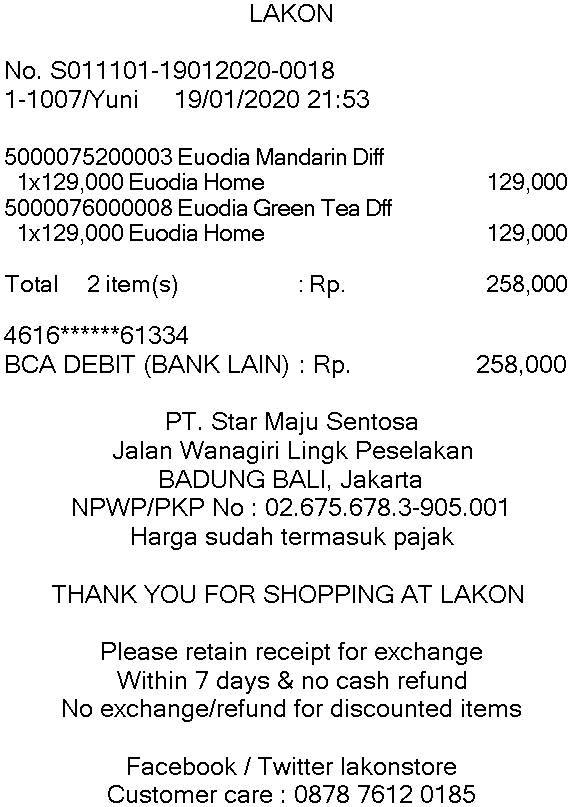 LAKON
No. S011101-19012020-0018
1-1007/Yuni 19/01/2020 21:53
5000075200003 Euodia Mandarin Diff
1x129,000 Euodia Home 129,000
5000076000008 Euodia Green Tea Dff
1x129,000 Euodia Home 129,000
Total 2 item(s) : Rp. 258,000
4616******61334
BCA DEBIT (BANK LAIN) : Rp. 258,000
PT. Star Maju Sentosa
Jalan Wanagiri Lingk Peselakan
BADUNG BALI, Jakarta
NPWP/PKP No : 02.675.678.3-905.001
Harga sudah termasuk pajak
THANK YOU FOR SHOPPING AT LAKON
Please retain receipt for exchange
Within 7 days & no cash refund
No exchange/refund for discounted items
Facebook / Twitter lakonstore
Customer care : 0878 7612 0185